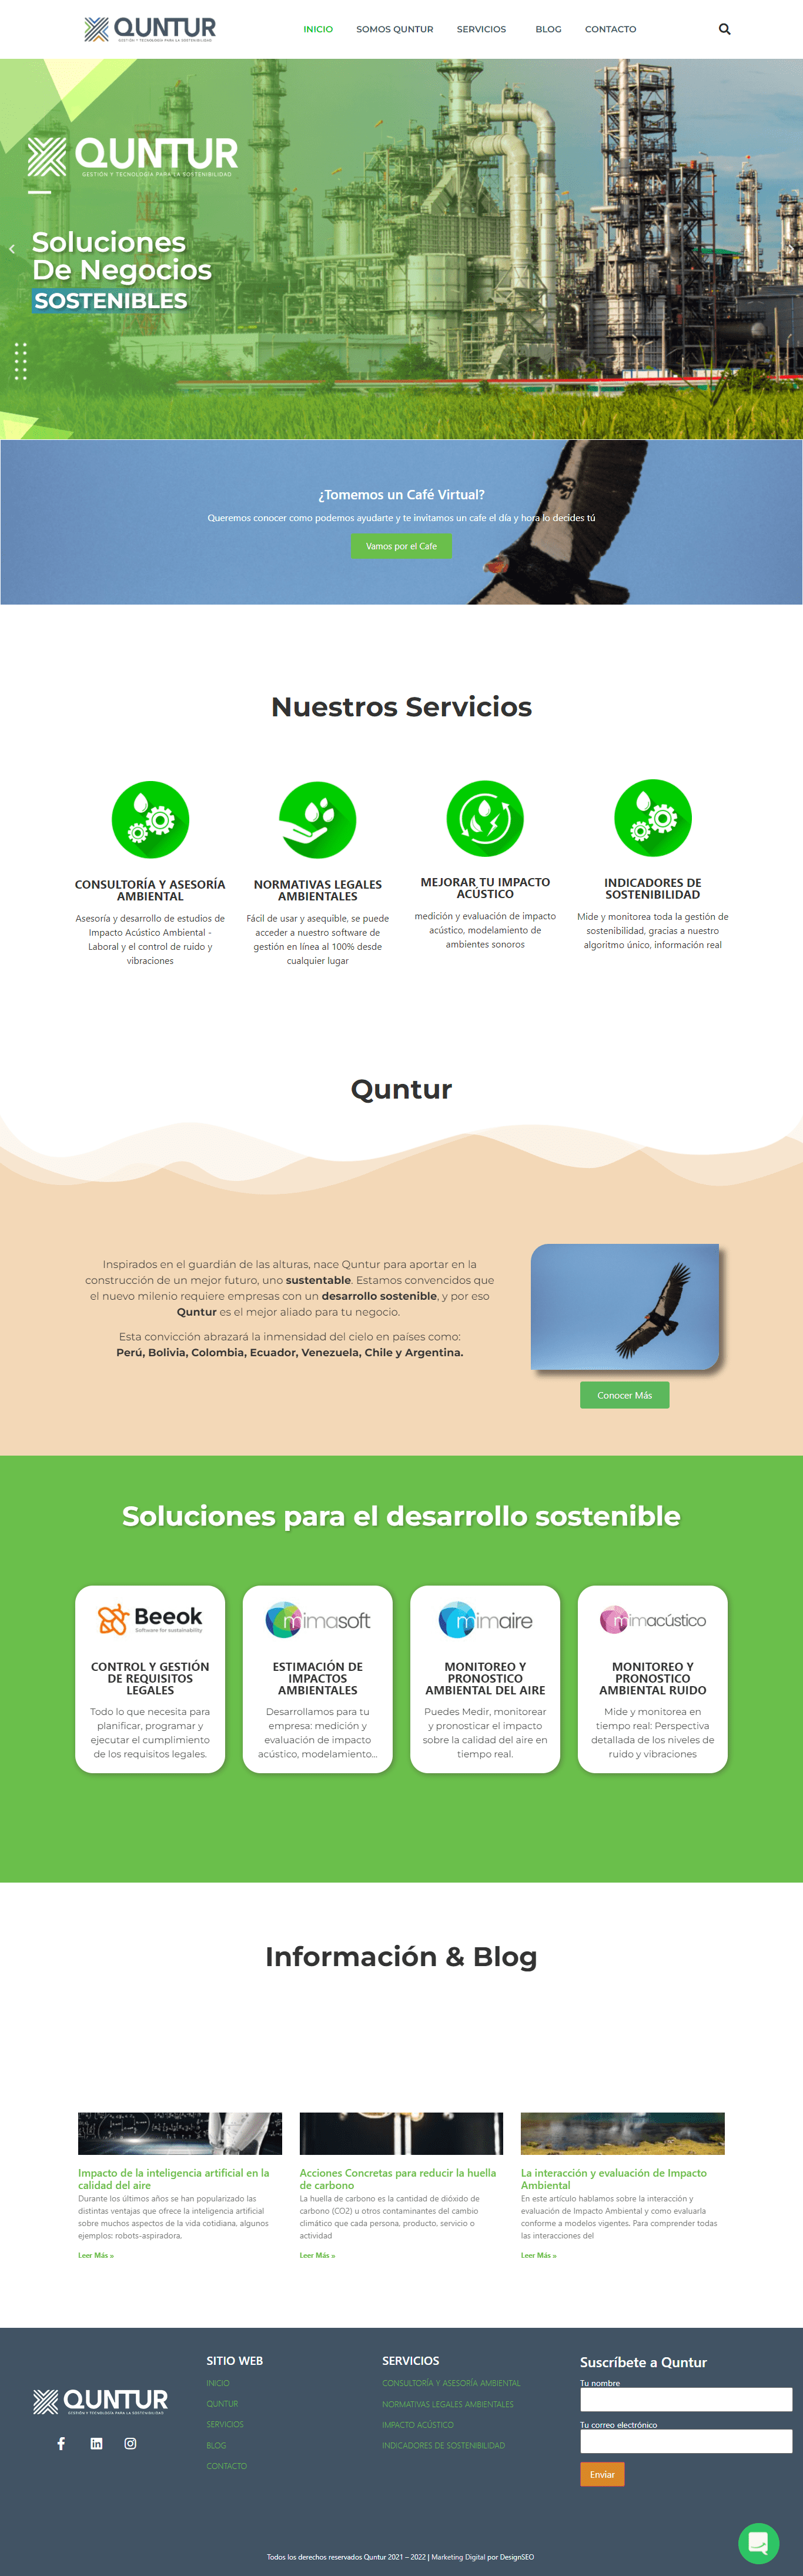 QUNTUR
GESTIÓN Y TECNOLOGÍA PARA LA SOSTENIBILIDAD
INICIO
SOMOS QUNTUR
SERVICIOS
BLOG
CONTACTO
QUNTUR
GESTIÓN Y TECNOLOGÍA PARA LA SOSTENIBILIDAD
Soluciones
De Negocios
SOSTENIBLES
¿Tomemos un Café Virtual?
Queremos conocer como podemos ayudarte y te invitamos un cafe el día y hora lo decides tú
Vamos por el Cafe
Nuestros Servicios
CONSULTORÍA Y ASESORÍA
AMBIENTAL
Asesoría y desarrollo de estudios de
Impacto Acústico Ambiental -
Laboral y el control de ruido y
vibraciones
NORMATIVAS LEGALES
AMBIENTALES
Fácil de usar y asequible, se puede
acceder a nuestro software de
gestión en línea al 100% desde
cualquier lugar
MEJORAR TU IMPACTO
ACÚSTICO
medición y evaluación de impacto
acústico, modelamiento de
ambientes sonoros
INDICADORES DE
SOSTENIBILIDAD
Mide y monitorea toda la gestión de
sostenibilidad, gracias a nuestro
algoritmo único, información real
Quntur
Inspirados en el guardián de las alturas, nace Quntur para aportar en la
construcción de un mejor futuro, uno sustentable. Estamos convencidos que
el nuevo milenio requiere empresas con un desarrollo sostenible, y por eso
Quntur es el mejor aliado para tu negocio.
Esta convicción abrazará la inmensidad del cielo en países como:
Perú, Bolivia, Colombia, Ecuador, Venezuela, Chile y Argentina.
Conocer Más
Soluciones para el desarrollo sostenible
Beeok
Software for sustainability
CONTROL Y GESTIÓN
DE REQUISITOS
LEGALES
Todo lo que necesita para
planificar, programar y
ejecutar el cumplimiento
de los requisitos legales.
mimasoft
ESTIMACIÓN DE
IMPACTOS
AMBIENTALES
Desarrollamos para tu
empresa: medición y
evaluación de impacto
acústico, modelamiento...
mimaire
MONITOREO Y
PRONOSTICO
AMBIENTAL DEL AIRE
Puedes Medir, monitorear
y pronosticar el impacto
sobre la calidad del aire en
tiempo real.
mimacústico
MONITOREO Y
PRONOSTICO
AMBIENTAL RUIDO
Mide y monitorea en
tiempo real: Perspectiva
detallada de los niveles de
ruido y vibraciones
Información & Blog
Impacto de la inteligencia artificial en la
calidad del aire
Durante los últimos años se han popularizado las
distintas ventajas que ofrece la inteligencia artificial
sobre muchos aspectos de la vida cotidiana, algunos
ejemplos: robots-aspiradora,
Leer Más »
Acciones Concretas para reducir la huella
de carbono
La huella de carbono es la cantidad de dióxido de
carbono (CO2) u otros contaminantes del cambio
climático que cada persona, producto, servicio o
actividad
Leer Más »
La interacción y evaluación de Impacto
Ambiental
En este artículo hablamos sobre la interacción y
evaluación de Impacto Ambiental y como evaluarla
conforme a modelos vigentes. Para comprender todas
las interacciones del
Leer Más »
QUNTUR
GESTIÓN Y TECNOLOGÍA PARA LA SOSTENIBILIDAD
SITIO WEB
INICIO
QUNTUR
SERVICIOS
BLOG
CONTACTO
SERVICIOS
CONSULTORÍA Y ASESORÍA AMBIENTAL
NORMATIVAS LEGALES AMBIENTALES
IMPACTO ACÚSTICO
INDICADORES DE SOSTENIBILIDAD
Suscríbete a Quntur
Tu nombre
Tu correo electrónico
Enviar
Todos los derechos reservados Quntur 2021 – 2022 | Marketing Digital por DesignSEO